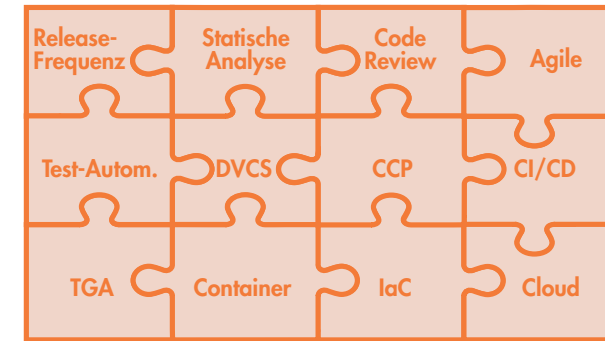 Release-
Frequenz
Statische
Analyse
Code
Review
Agile
Test-Autom.
DVCS
CCP
CI/CD
TGA
Container
IaC
Cloud